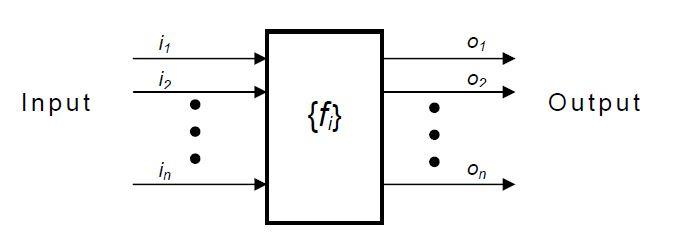 Input
i1
i2
in
{fi}
o1
o2
on
Output